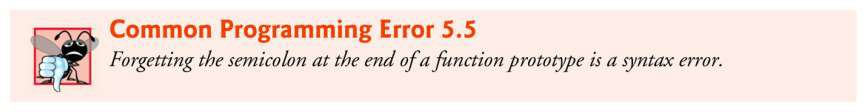 Common Programming Error 5.5
Forgetting the semicolon at the end of a function prototype is a syntax error.